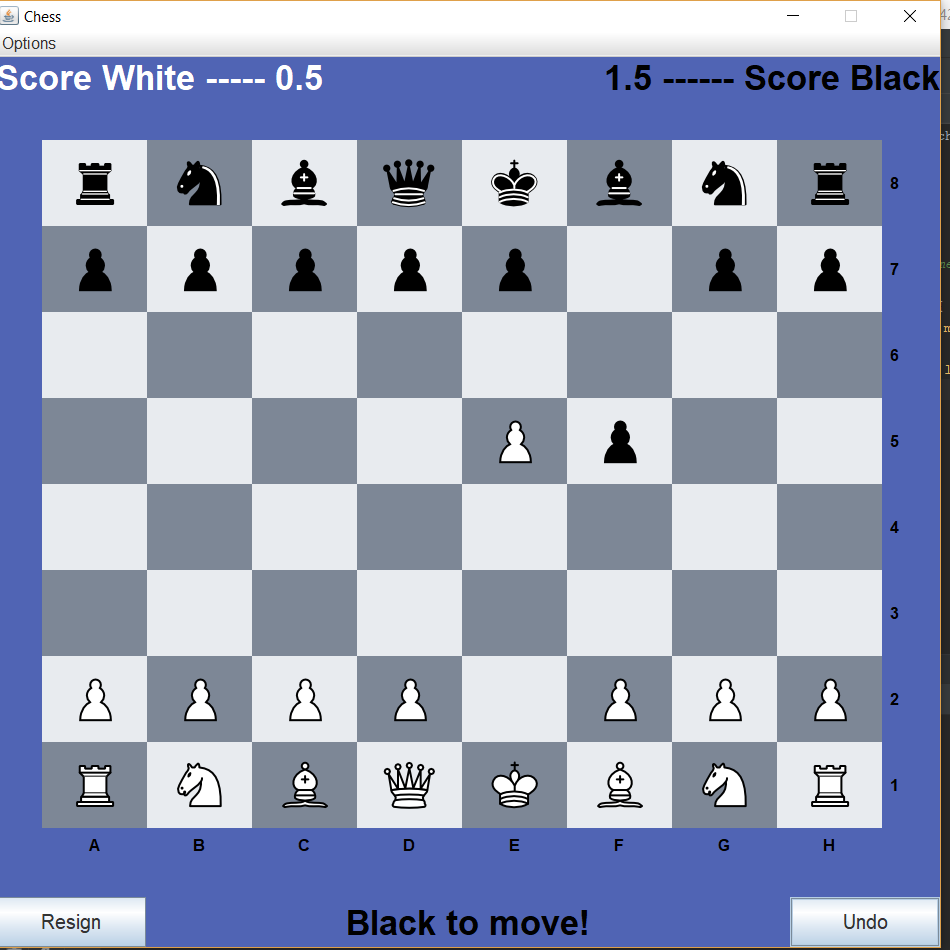 Chess
Options
Score White ----- 0.5
1.5 ------ Score Black
8
7
6
5
4
3
2
1
A B C D E F G H
Resign
Black to move!
Undo